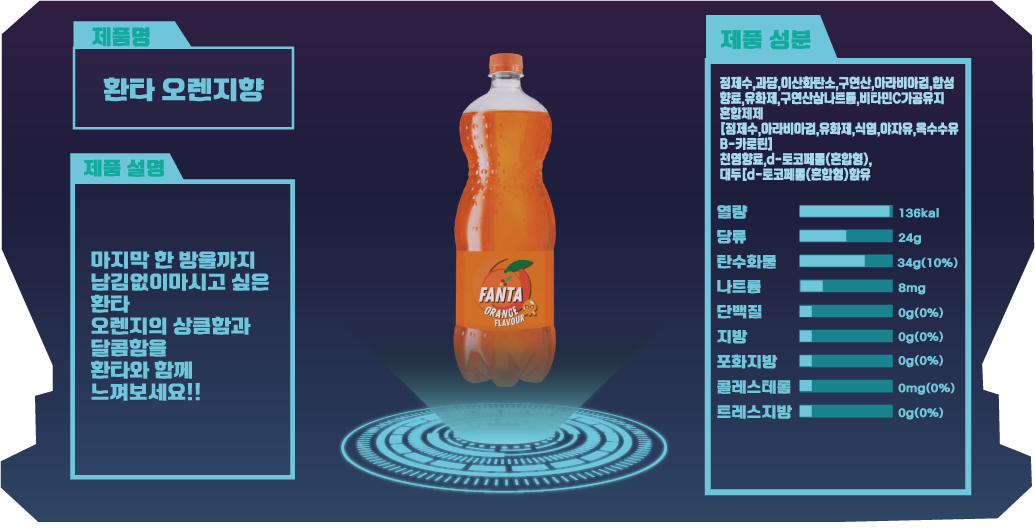 제품명
환타 오렌지향
제품 설명
마지막 한 방울까지
남김없이마시고 싶은
환타
오렌지의 상큼함과
달콤함을
환타와 함께
느껴보세요!!
FANTA
ORANGE
FLAVOUR
제품 성분
정제수,과당,이산화탄소,구연산,아라비아검,합성
향료,유화제,구연산삼나트륨,비타민C가공유지
혼합제제
[정제수,아라비아검,유화제,식염,야자유,옥수수유
B-카로틴]
천영향료,d-토코페롤(혼합형),
대두[d-토코페롤(혼합형)함유
열량 136kal
당류 24g
탄수화물 34g(10%)
나트륨 8mg
단백질 0g(0%)
지방 0g(0%)
포화지방 0g(0%)
콜레스테롤 0mg(0%)
트레스지방 0g(0%)